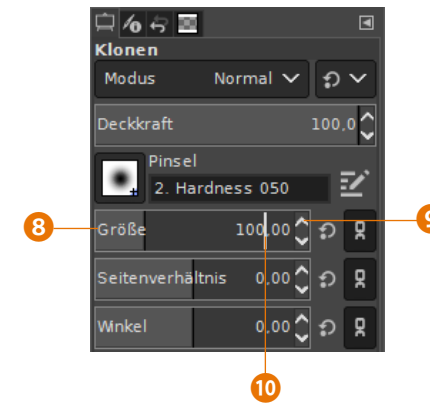 Klonen
Modus Normal
Deckkraft 100,0
Pinsel
2. Hardness 050
8 Größe 100,00 9
Seitenverhältnis 0,00
Winkel 0,00
10